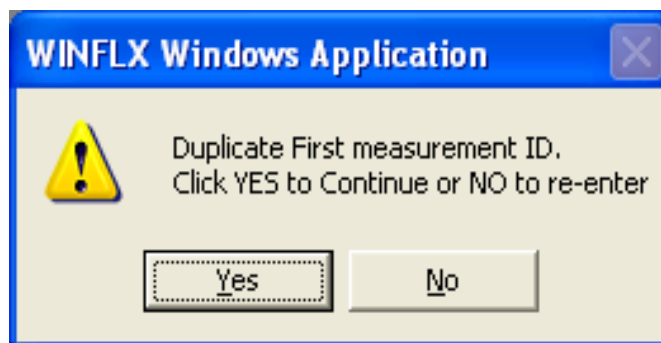 WINFLX Windows Application
Duplicate First measurement ID.
Click YES to Continue or NO to re-enter
Yes
No